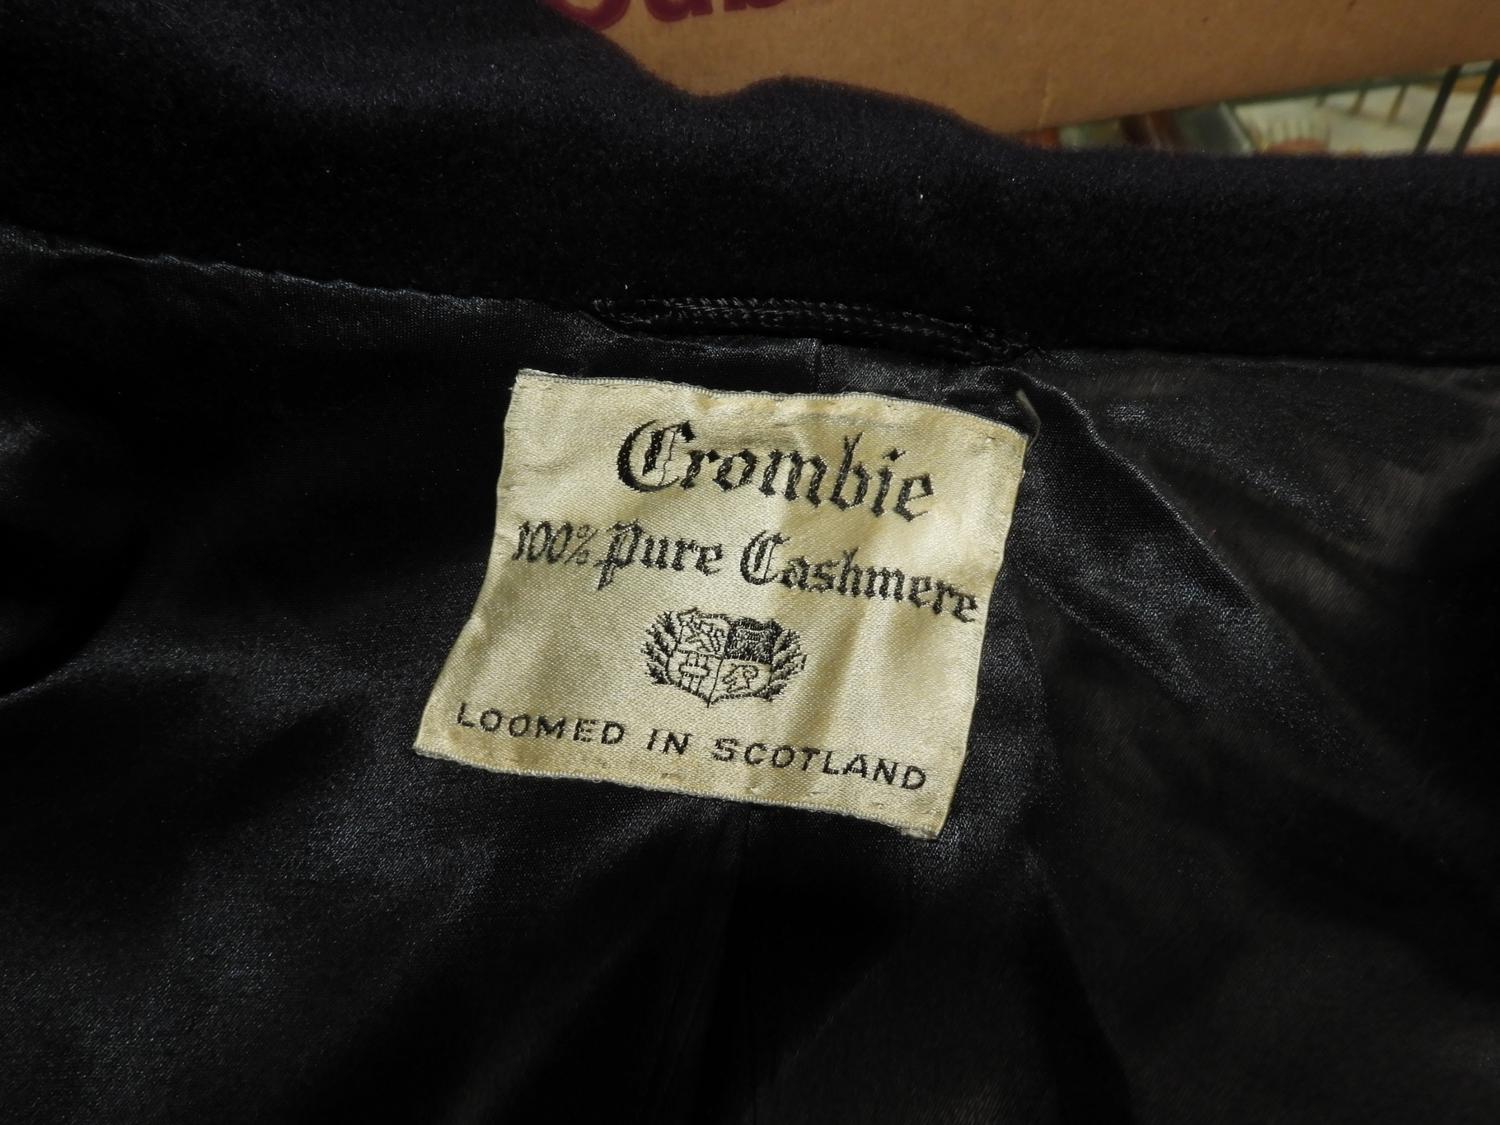 Crombie
100% Pure Cashmere
LOOMED IN SCOTLAND